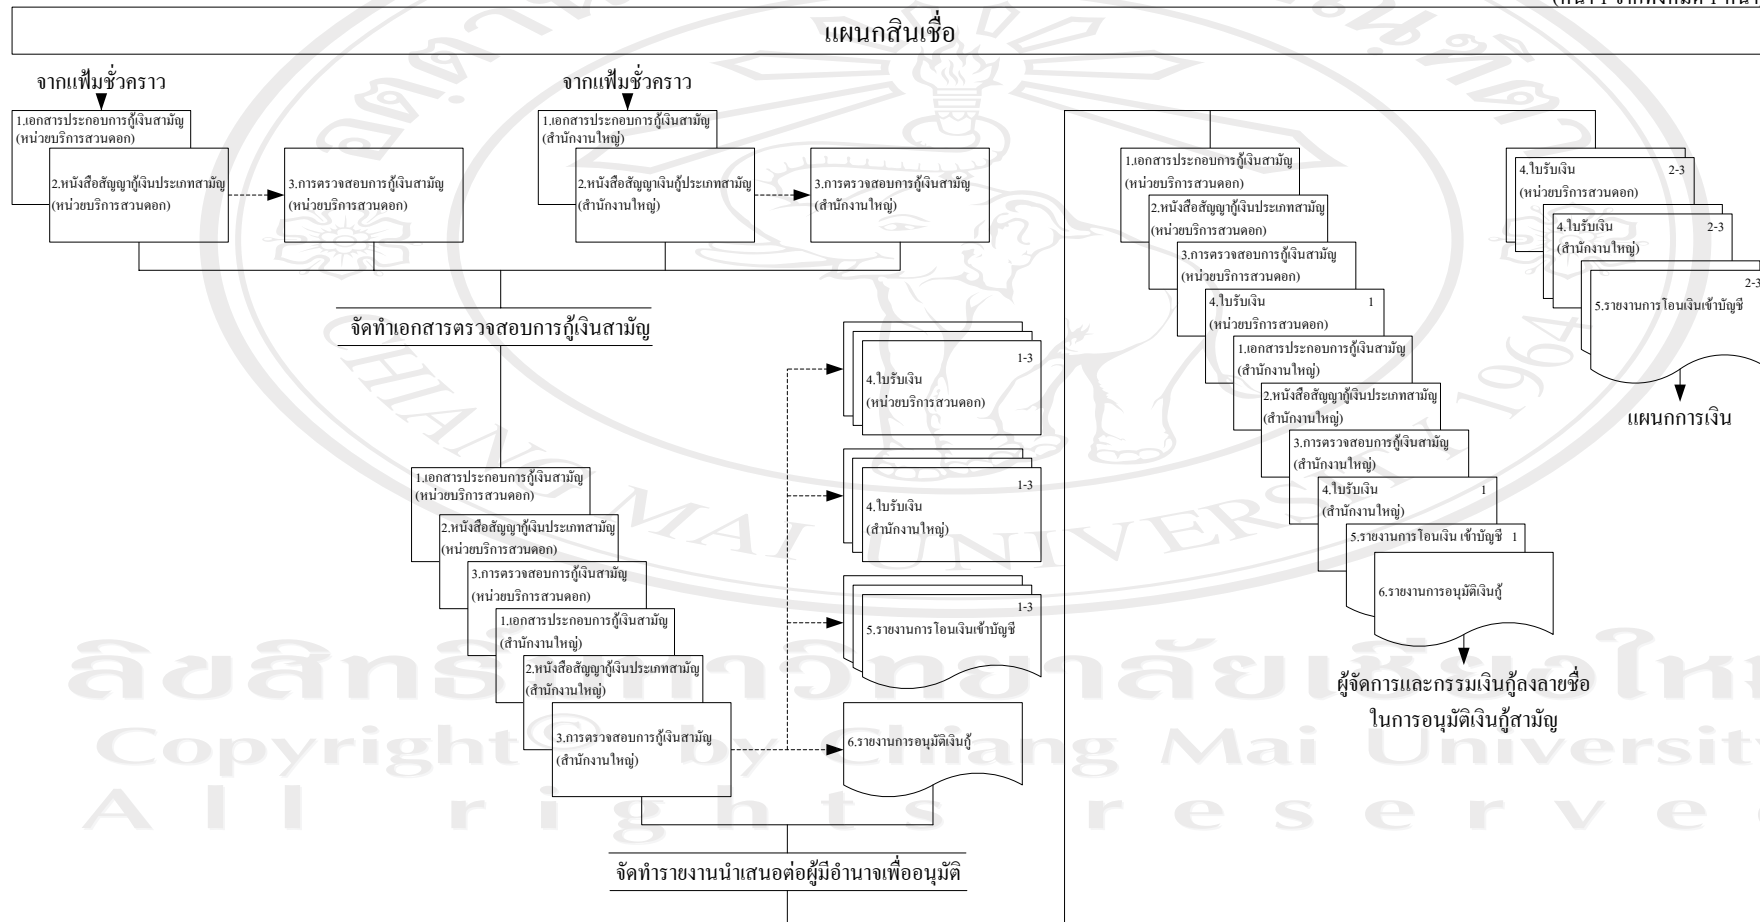 แผนกสินเชื่อ
จากแฟ้มชั่วคราว
1.เอกสารประกอบการกู้เงินสามัญ
(หน่วยบริการสวนดอก)
2.หนังสือสัญญากู้เงินประเภทสามัญ
(หน่วยบริการสวนดอก)
3.การตรวจสอบการกู้เงินสามัญ
(หน่วยบริการสวนดอก)
จากแฟ้มชั่วคราว
1.เอกสารประกอบการกู้เงินสามัญ
(สำนักงานใหญ่)
2.หนังสือสัญญาเงินกู้ประเภทสามัญ
(สำนักงานใหญ่)
3.การตรวจสอบการกู้เงินสามัญ
(สำนักงานใหญ่)
จัดทำเอกสารตรวจสอบการกู้เงินสามัญ
1.เอกสารประกอบการกู้เงินสามัญ
(หน่วยบริการสวนดอก)
2.หนังสือสัญญากู้เงินประเภทสามัญ
(หน่วยบริการสวนดอก)
3.การตรวจสอบการกู้เงินสามัญ
(หน่วยบริการสวนดอก)
1.เอกสารประกอบการกู้เงินสามัญ
(สำนักงานใหญ่)
2.หนังสือสัญญากู้เงินประเภทสามัญ
(สำนักงานใหญ่)
3.การตรวจสอบการกู้เงินสามัญ
(สำนักงานใหญ่)
1-3
4.ใบรับเงิน
(หน่วยบริการสวนดอก)
1-3
4.ใบรับเงิน
(สำนักงานใหญ่)
1-3
5.รายงานการโอนเงินเข้าบัญชี
6.รายงานการอนุมัติเงินกู้
จัดทำรายงานนำเสนอต่อผู้มีอำนาจเพื่ออนุมัติ
1.เอกสารประกอบการกู้เงินสามัญ
(หน่วยบริการสวนดอก)
2.หนังสือสัญญากู้เงินประเภทสามัญ
(หน่วยบริการสวนดอก)
3.การตรวจสอบการกู้เงินสามัญ
(หน่วยบริการสวนดอก)
4.ใบรับเงิน 1
(หน่วยบริการสวนดอก)
1.เอกสารประกอบการกู้เงินสามัญ
(สำนักงานใหญ่)
2.หนังสือสัญญากู้เงินประเภทสามัญ
(สำนักงานใหญ่)
3.การตรวจสอบการกู้เงินสามัญ
(สำนักงานใหญ่)
4.ใบรับเงิน 1
(สำนักงานใหญ่)
5.รายงานการโอนเงิน เข้าบัญชี 1
6.รายงานการอนุมัติเงินกู้
ผู้จัดการและกรรมเงินกู้ลงลายชื่อ
ในการอนุมัติเงินกู้สามัญ
4.ใบรับเงิน 2-3
(หน่วยบริการสวนดอก)
4.ใบรับเงิน 2-3
(สำนักงานใหญ่)
2-3
5.รายงานการโอนเงินเข้าบัญชี
แผนกการเงิน
CHIANG MAI UNIVERSITY 1964
Copyright© by Chiang Mai University
All rights